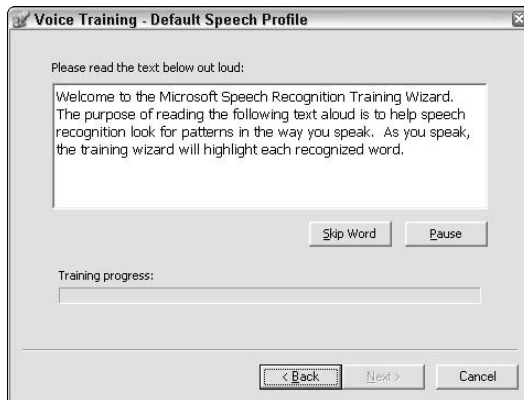 Voice Training - Default Speech Profile
Please read the text below out loud:
Welcome to the Microsoft Speech Recognition Training Wizard.
The purpose of reading the following text aloud is to help speech
recognition look for patterns in the way you speak.  As you speak,
the training wizard will highlight each recognized word.
Skip Word
Pause
Training progress:
< Back
Next >
Cancel